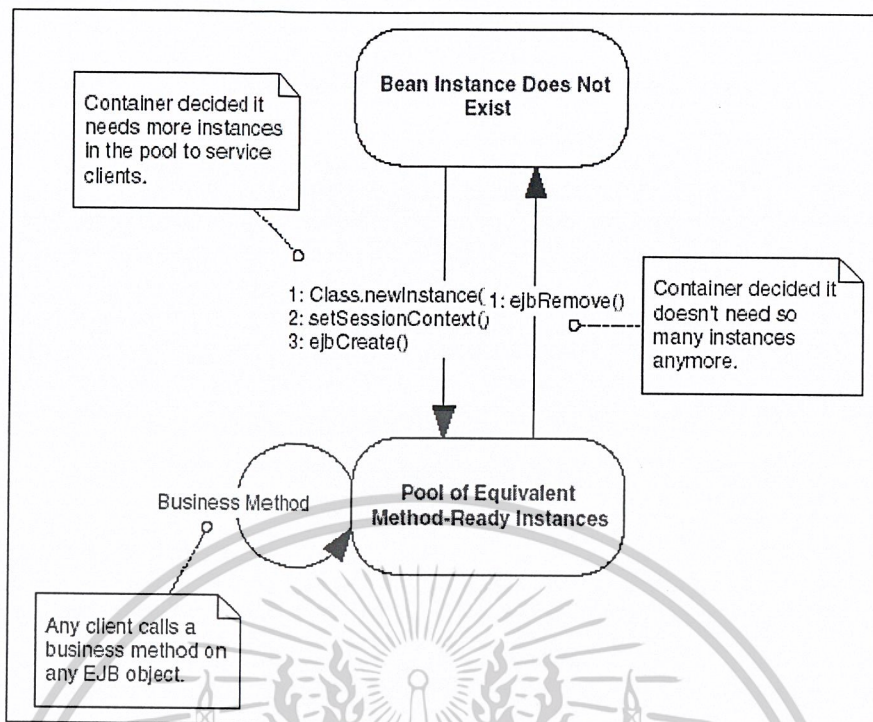 Bean Instance Does Not
Exist
Container decided it
needs more instances
in the pool to service
clients.
1: Class.newInstance(
2: setSessionContext()
3: ejbCreate()
1: ejbRemove()
Container decided it
doesn't need so
many instances
anymore.
Business Method
Pool of Equivalent
Method-Ready Instances
Any client calls a
business method on
any EJB object.